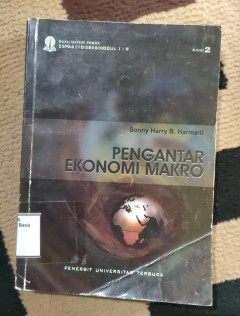 BUKU MATERI POKOK
ESPA4110/3SKS/MODUL 1-9
EDISI 2
Sonny Harry B. Harmadi
PENGANTAR
EKONOMI MAKRO
Bisnis
PENERBIT UNIVERSITAS TERBUKA